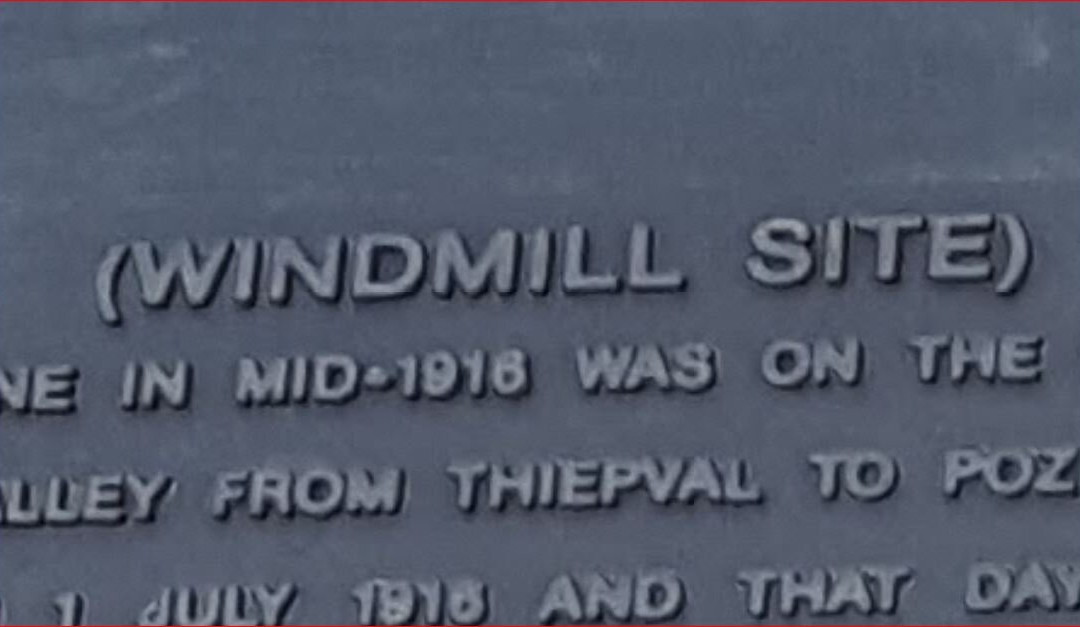 (WINDMILL SITE)
NE IN MID-1916 WAS ON THE
ALLEY FROM THIEPVAL TO POZ
1 JULY 1916 AND THAT DAY